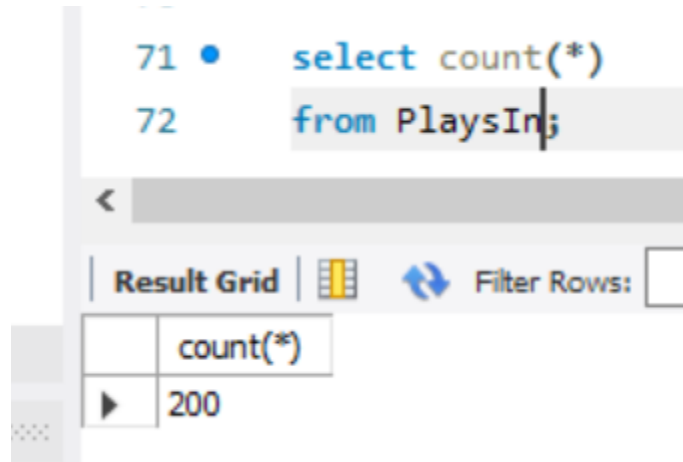 71 select count(*)
72 from PlaysIn;
Result Grid Filter Rows:
count(*)
200